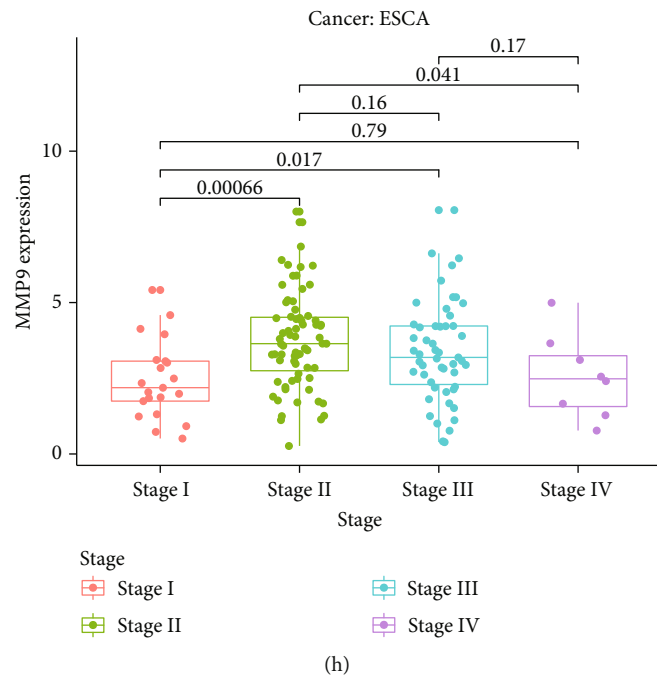 Cancer: ESCA
0.17
0.041
0.16
0.79
0.017
0.00066
10
5
0
MMP9 expression
Stage I
Stage II
Stage III
Stage IV
Stage
Stage
Stage I
Stage III
Stage II
Stage IV
(h)